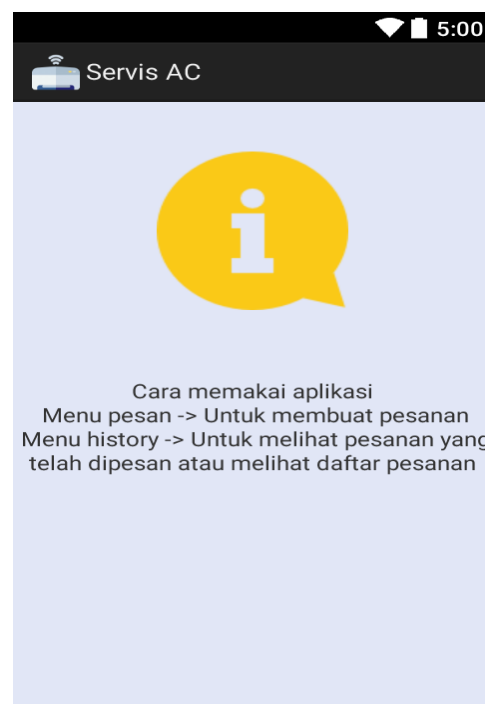 5:00
Servis AC
i
Cara memakai aplikasi
Menu pesan -> Untuk membuat pesanan
Menu history -> Untuk melihat pesanan yang
telah dipesan atau melihat daftar pesanan